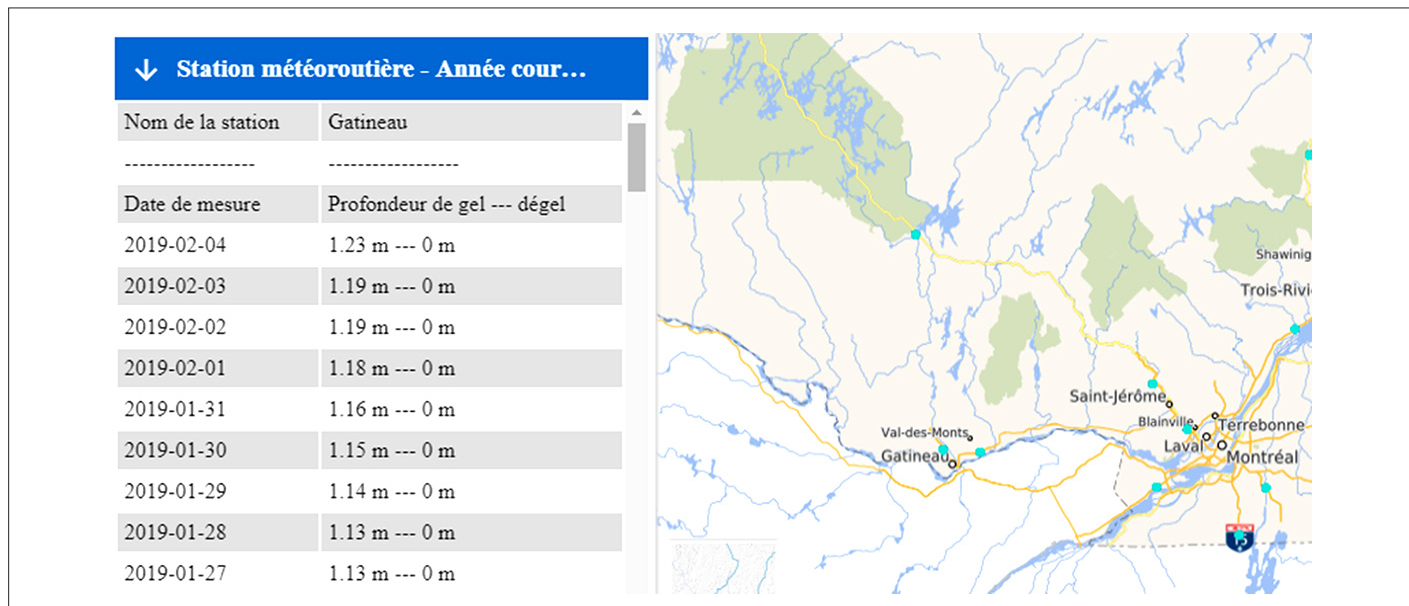 Station météoroutière - Année cour...
Nom de la station Gatineau
------------------ ------------------
Date de mesure Profondeur de gel --- dégel
2019-02-04 1.23 m --- 0 m
2019-02-03 1.19 m --- 0 m
2019-02-02 1.19 m --- 0 m
2019-02-01 1.18 m --- 0 m
2019-01-31 1.16 m --- 0 m
2019-01-30 1.15 m --- 0 m
2019-01-29 1.14 m --- 0 m
2019-01-28 1.13 m --- 0 m
2019-01-27 1.13 m --- 0 m
Shawinig
Trois-Rivi
Saint-Jérôme
Blainville
Terrebonne
Val-des-Monts
Laval
Gatineau
Montréal
15